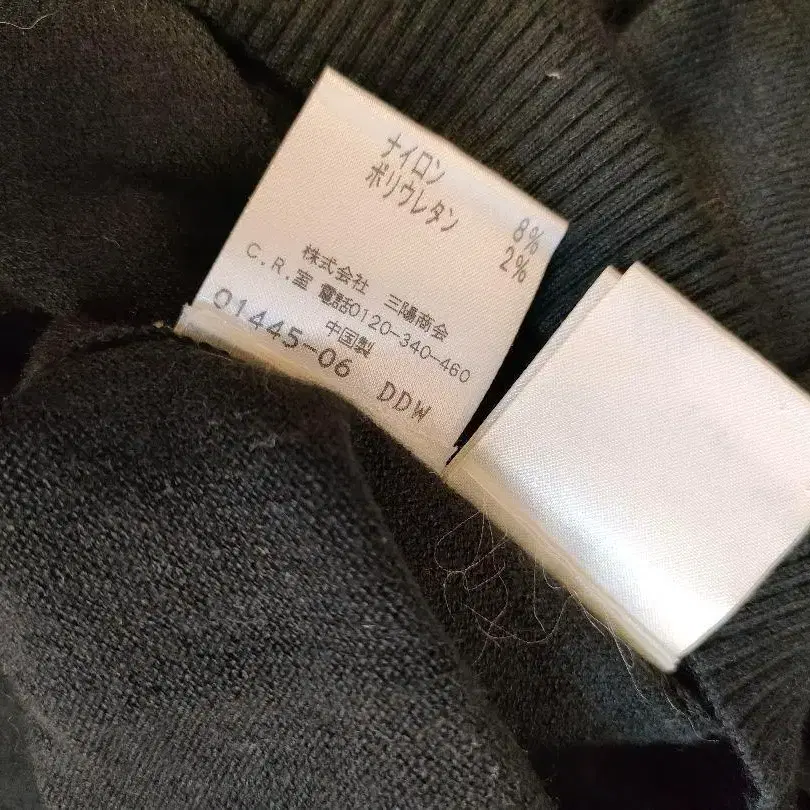 ナイロン 8%
ポリウレタン 2%
株式会社 三陽商会
C.R.室 電話0120-340-460
中国製
01445-06 DDW